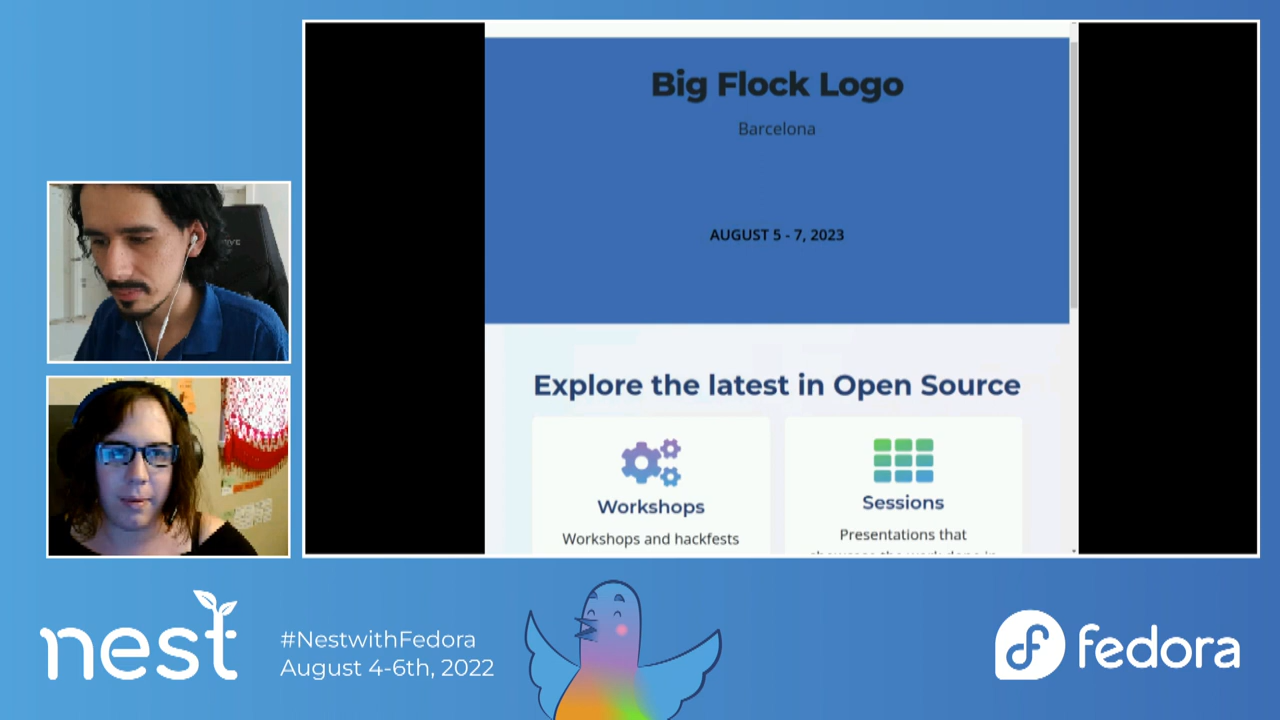 Big Flock Logo
Barcelona
AUGUST 5 - 7, 2023
Explore the latest in Open Source
Workshops
Workshops and hackfests
Sessions
Presentations that
nest
#NestwithFedora
August 4-6th, 2022
fedora